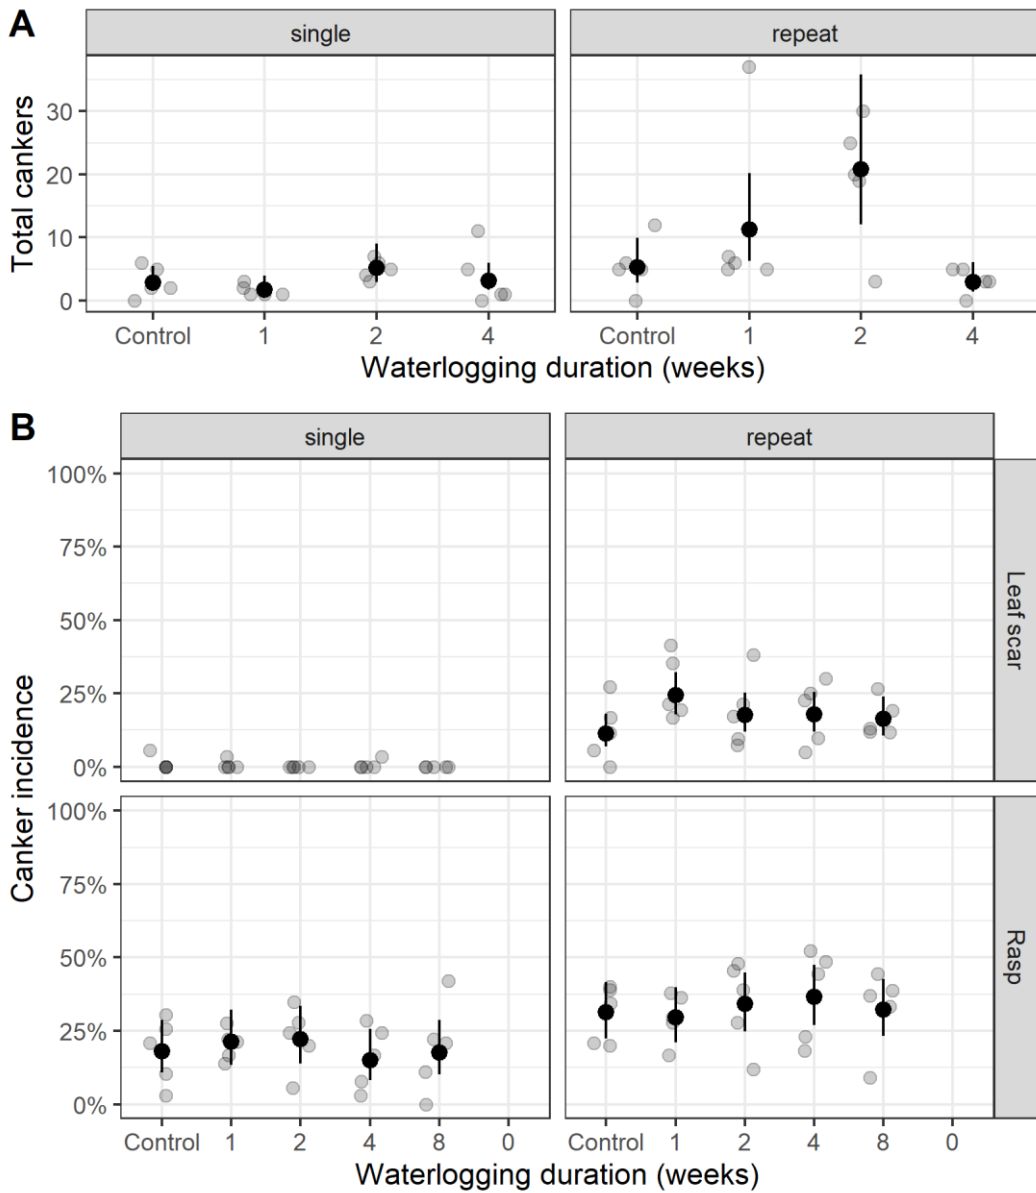 A
single
repeat
Total cankers
30
20
10
0
Control 1 2 4
Control 1 2 4
Waterlogging duration (weeks)
B
single
repeat
Canker incidence
100%
75%
50%
25%
0%
Leaf scar
100%
75%
50%
25%
0%
Rasp
Control 1 2 4 8 0
Control 1 2 4 8 0
Waterlogging duration (weeks)